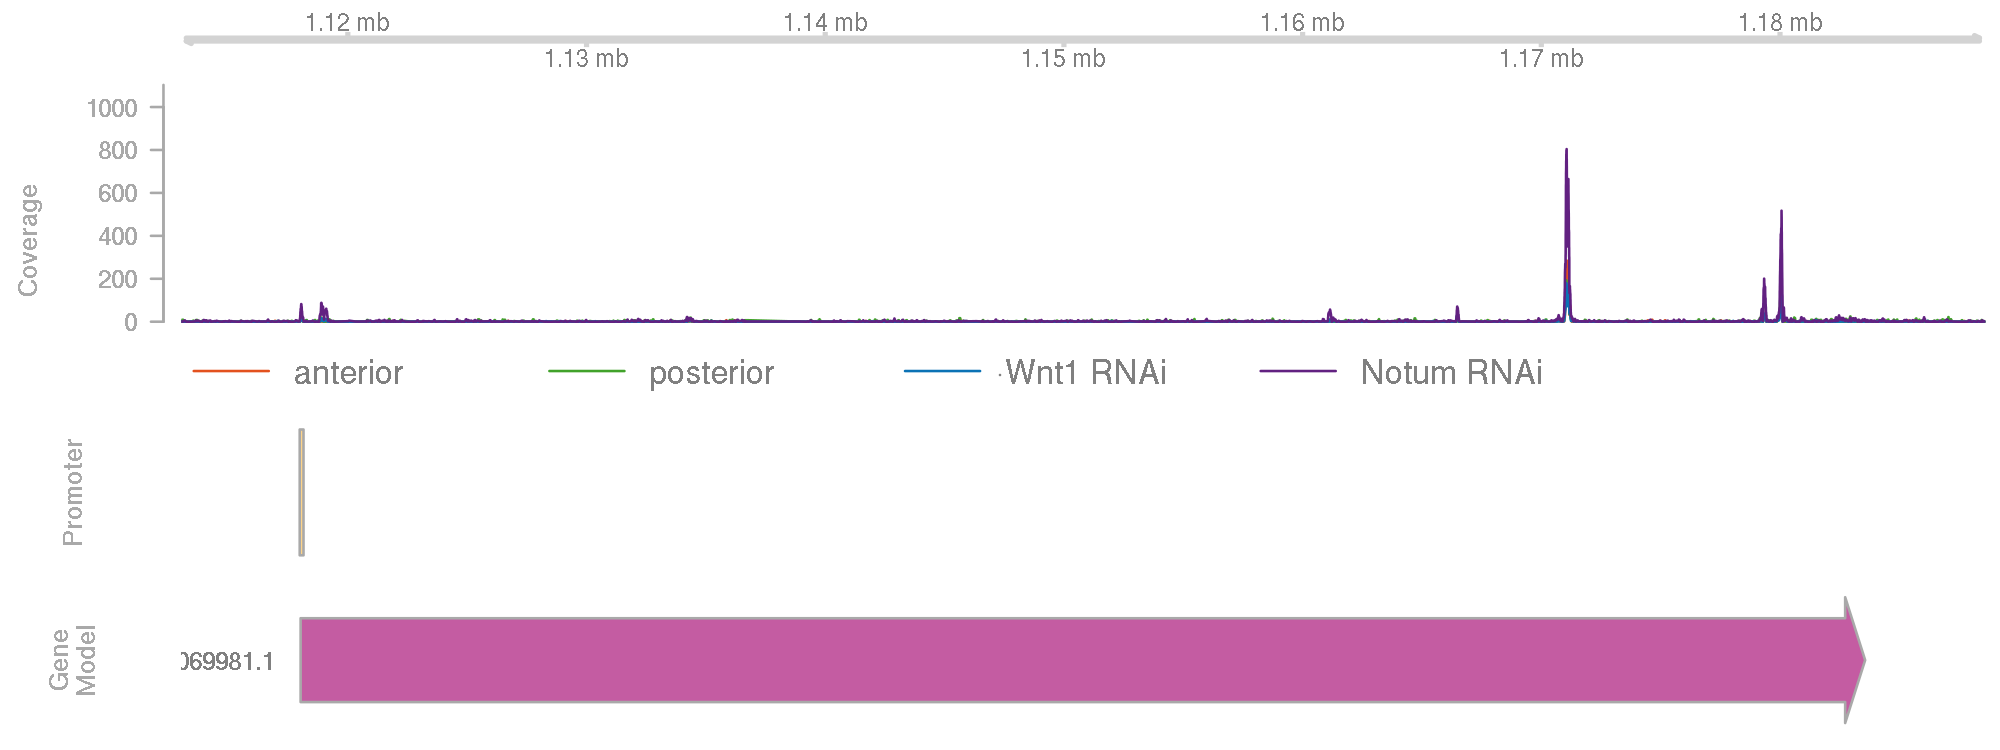 1.12 mb 1.14 mb 1.16 mb 1.18 mb
1.13 mb 1.15 mb 1.17 mb
Coverage
1000
800
600
400
200
0
anterior posterior Wnt1 RNAi Notum RNAi
Promoter
Gene
Model
069981.1